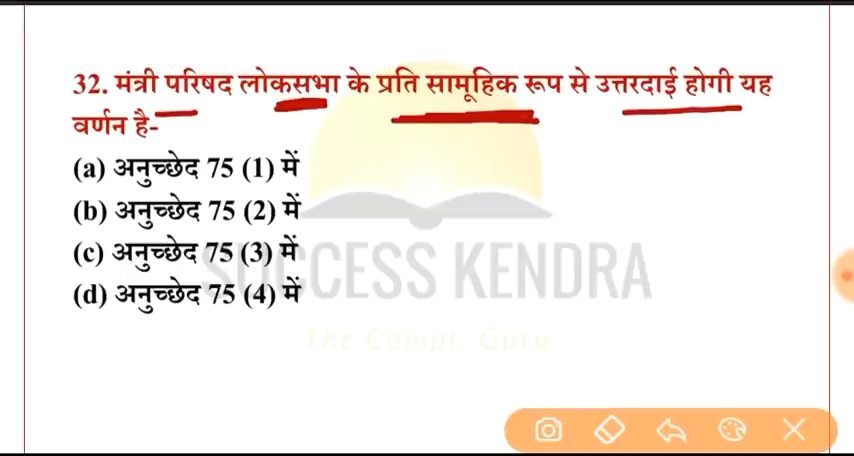 32. मंत्री परिषद लोकसभा के प्रति सामूहिक रूप से उत्तरदाई होगी यह
वर्णन है-
(a) अनुच्छेद 75 (1) में
(b) अनुच्छेद 75 (2) में
(c) अनुच्छेद 75 (3) में
(d) अनुच्छेद 75 (4) में
SUCCESS KENDRA
The Compt. Guru